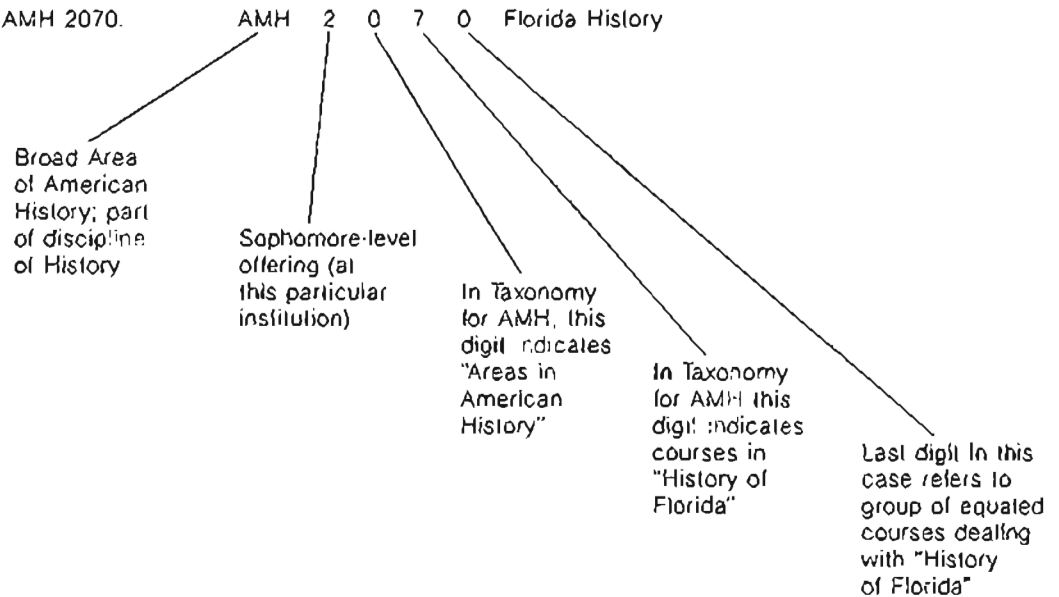 AMH 2070. AMH 2 0 7 0 Florida History
Broad Area
of American
History; part
of discipline
of History
Sophomore-level
offering (at
this particular
institution)
In Taxonomy
for AMH, this
digit indicates
"Areas in
American
History"
In Taxonomy
for AMH this
digit indicates
courses in
"History of
Florida"
Last digit in this
case refers to
group of equated
courses dealing
with "History
of Florida"